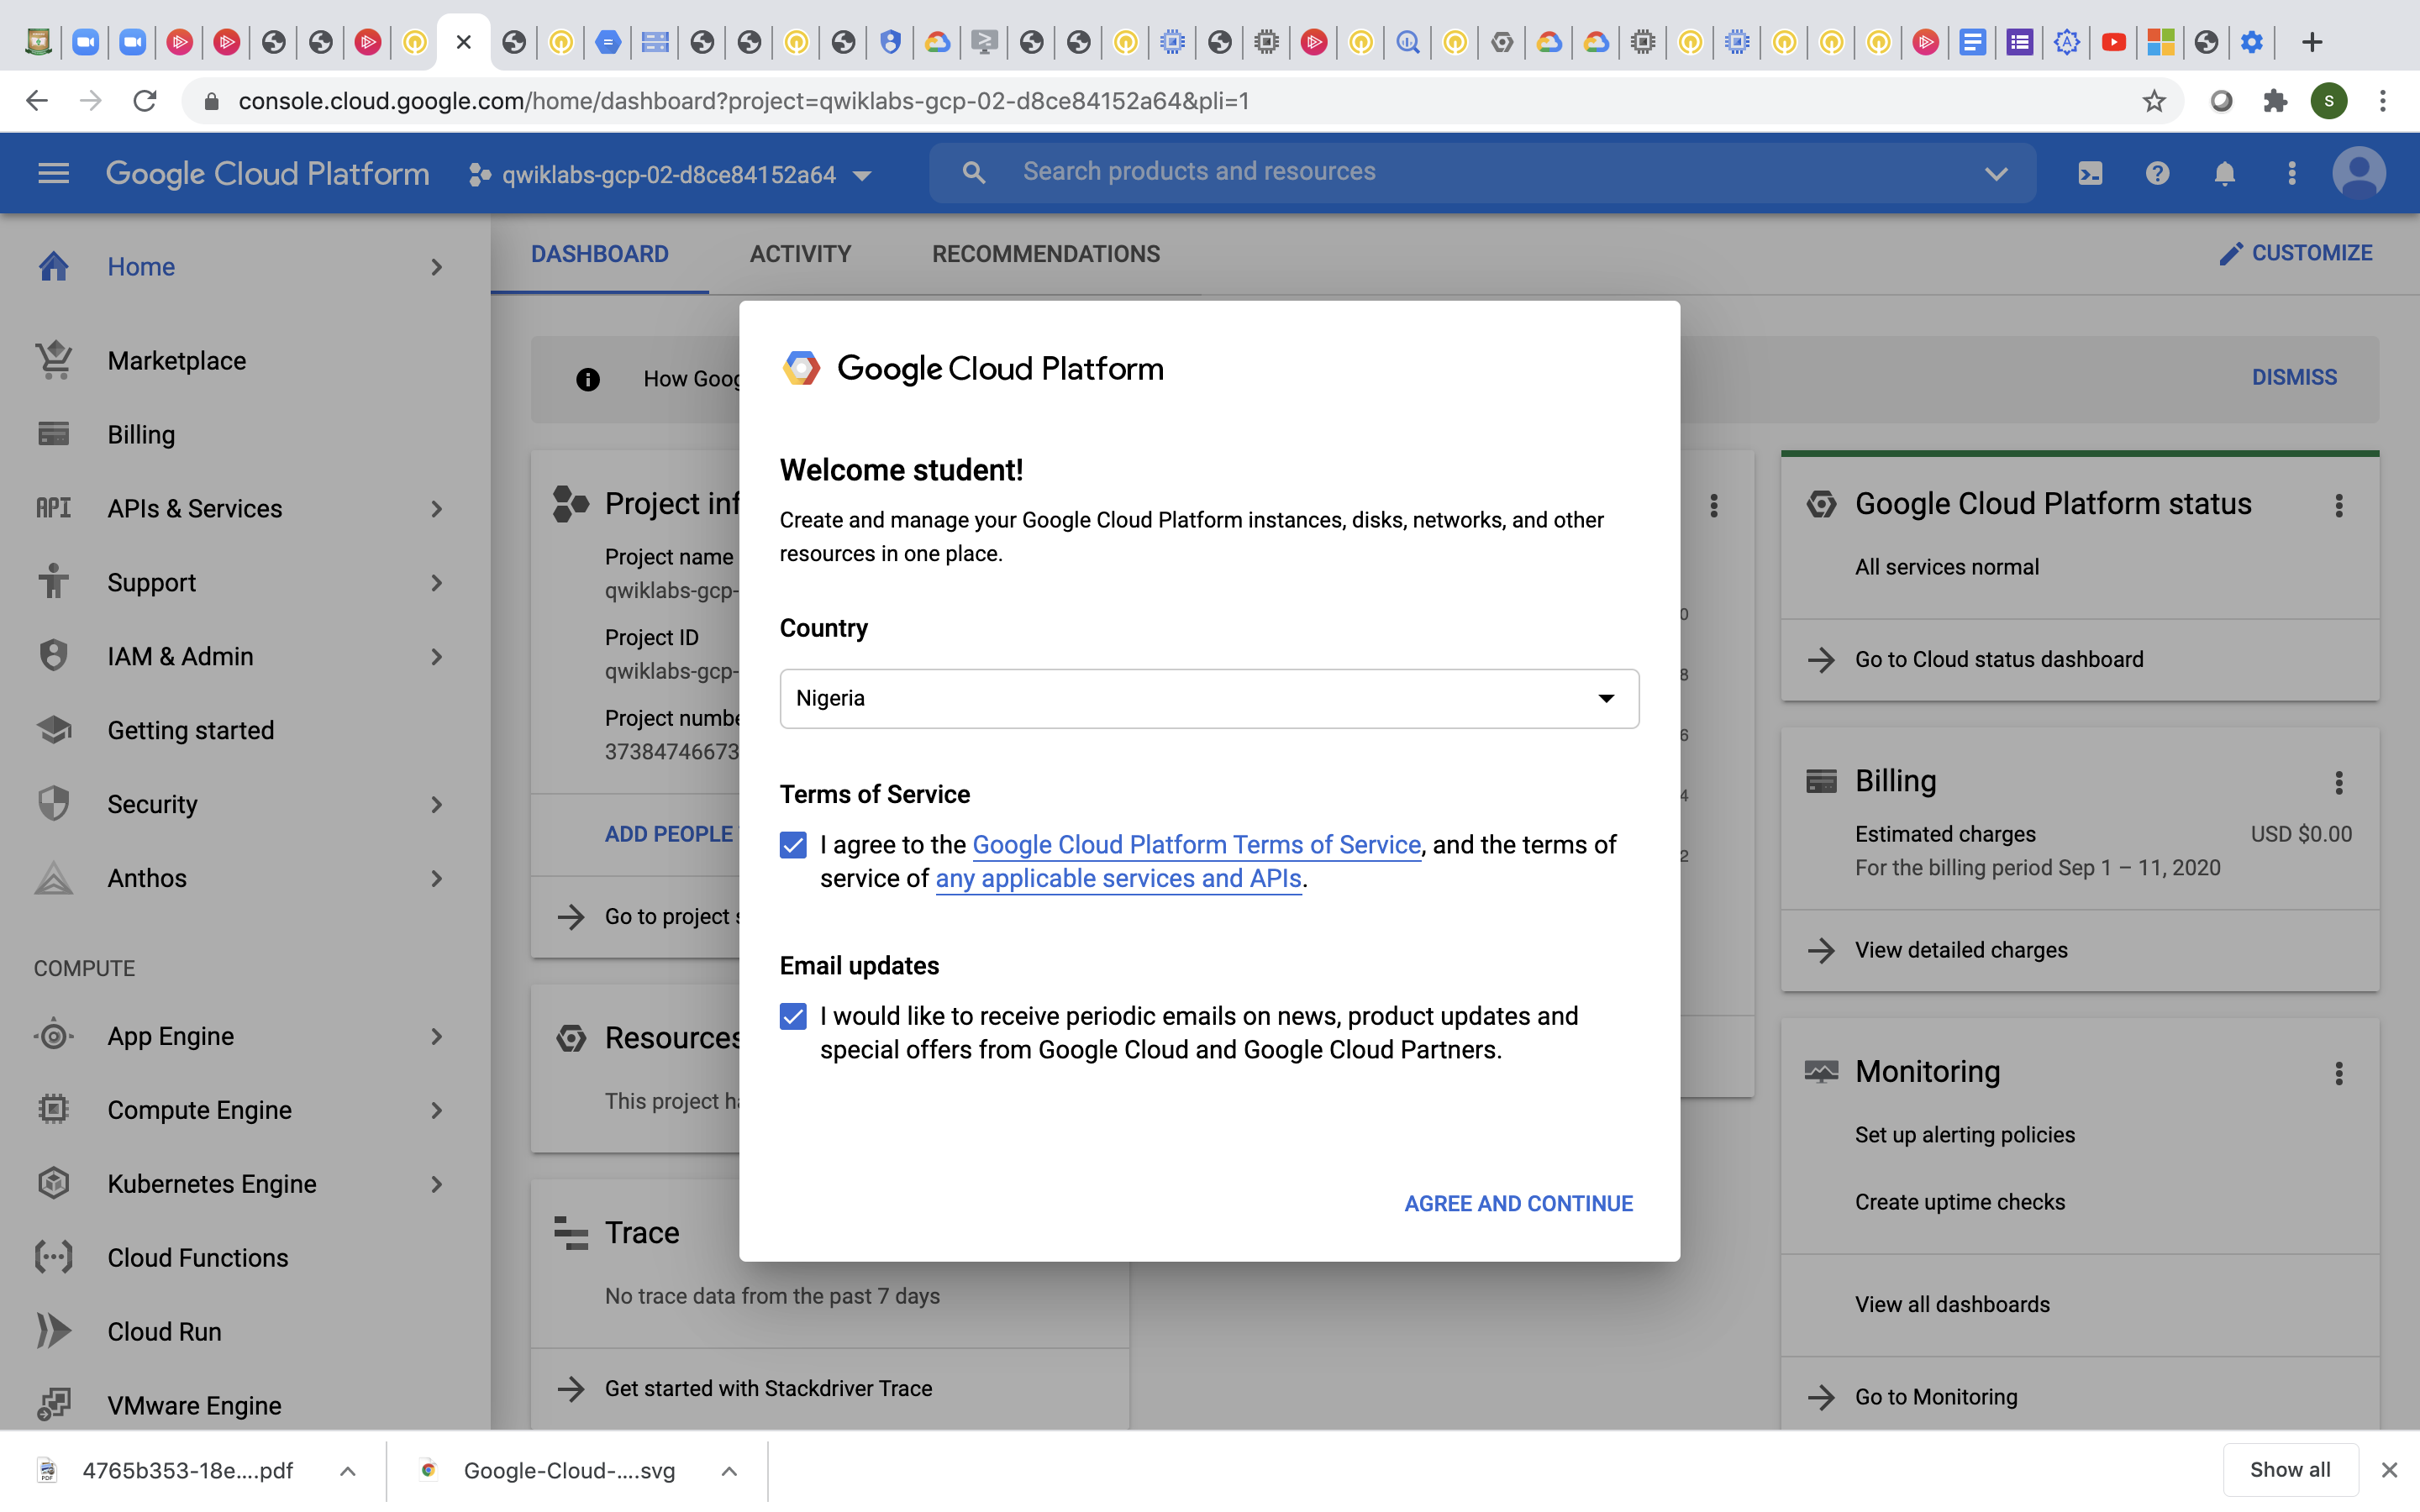 console.cloud.google.com/home/dashboard?project=qwiklabs-gcp-02-d8ce84152a64&pli=1
S
Google Cloud Platform
qwiklabs-gcp-02-d8ce84152a64
Search products and resources
Home
Marketplace
Billing
API
APIs & Services
Support
IAM & Admin
Getting started
Security
Anthos
COMPUTE
App Engine
Compute Engine
Kubernetes Engine
Cloud Functions
Cloud Run
VMware Engine
DASHBOARD
ACTIVITY
RECOMMENDATIONS
CUSTOMIZE
How Goog
DISMISS
Project inf
Project name
qwiklabs-gcp-
Project ID
qwiklabs-gcp-
Project numbe
37384746673
ADD PEOPLE
Go to project s
Resources
This project ha
Trace
No trace data from the past 7 days
Get started with Stackdriver Trace
Google Cloud Platform
Welcome student!
Create and manage your Google Cloud Platform instances, disks, networks, and other
resources in one place.
Country
Nigeria
Terms of Service
I agree to the Google Cloud Platform Terms of Service, and the terms of
service of any applicable services and APIs.
Email updates
I would like to receive periodic emails on news, product updates and
special offers from Google Cloud and Google Cloud Partners.
AGREE AND CONTINUE
0
8
6
4
2
Google Cloud Platform status
All services normal
Go to Cloud status dashboard
Billing
Estimated charges
USD $0.00
For the billing period Sep 1 – 11, 2020
View detailed charges
Monitoring
Set up alerting policies
Create uptime checks
View all dashboards
Go to Monitoring
4765b353-18e....pdf
Google-Cloud-....svg
Show all